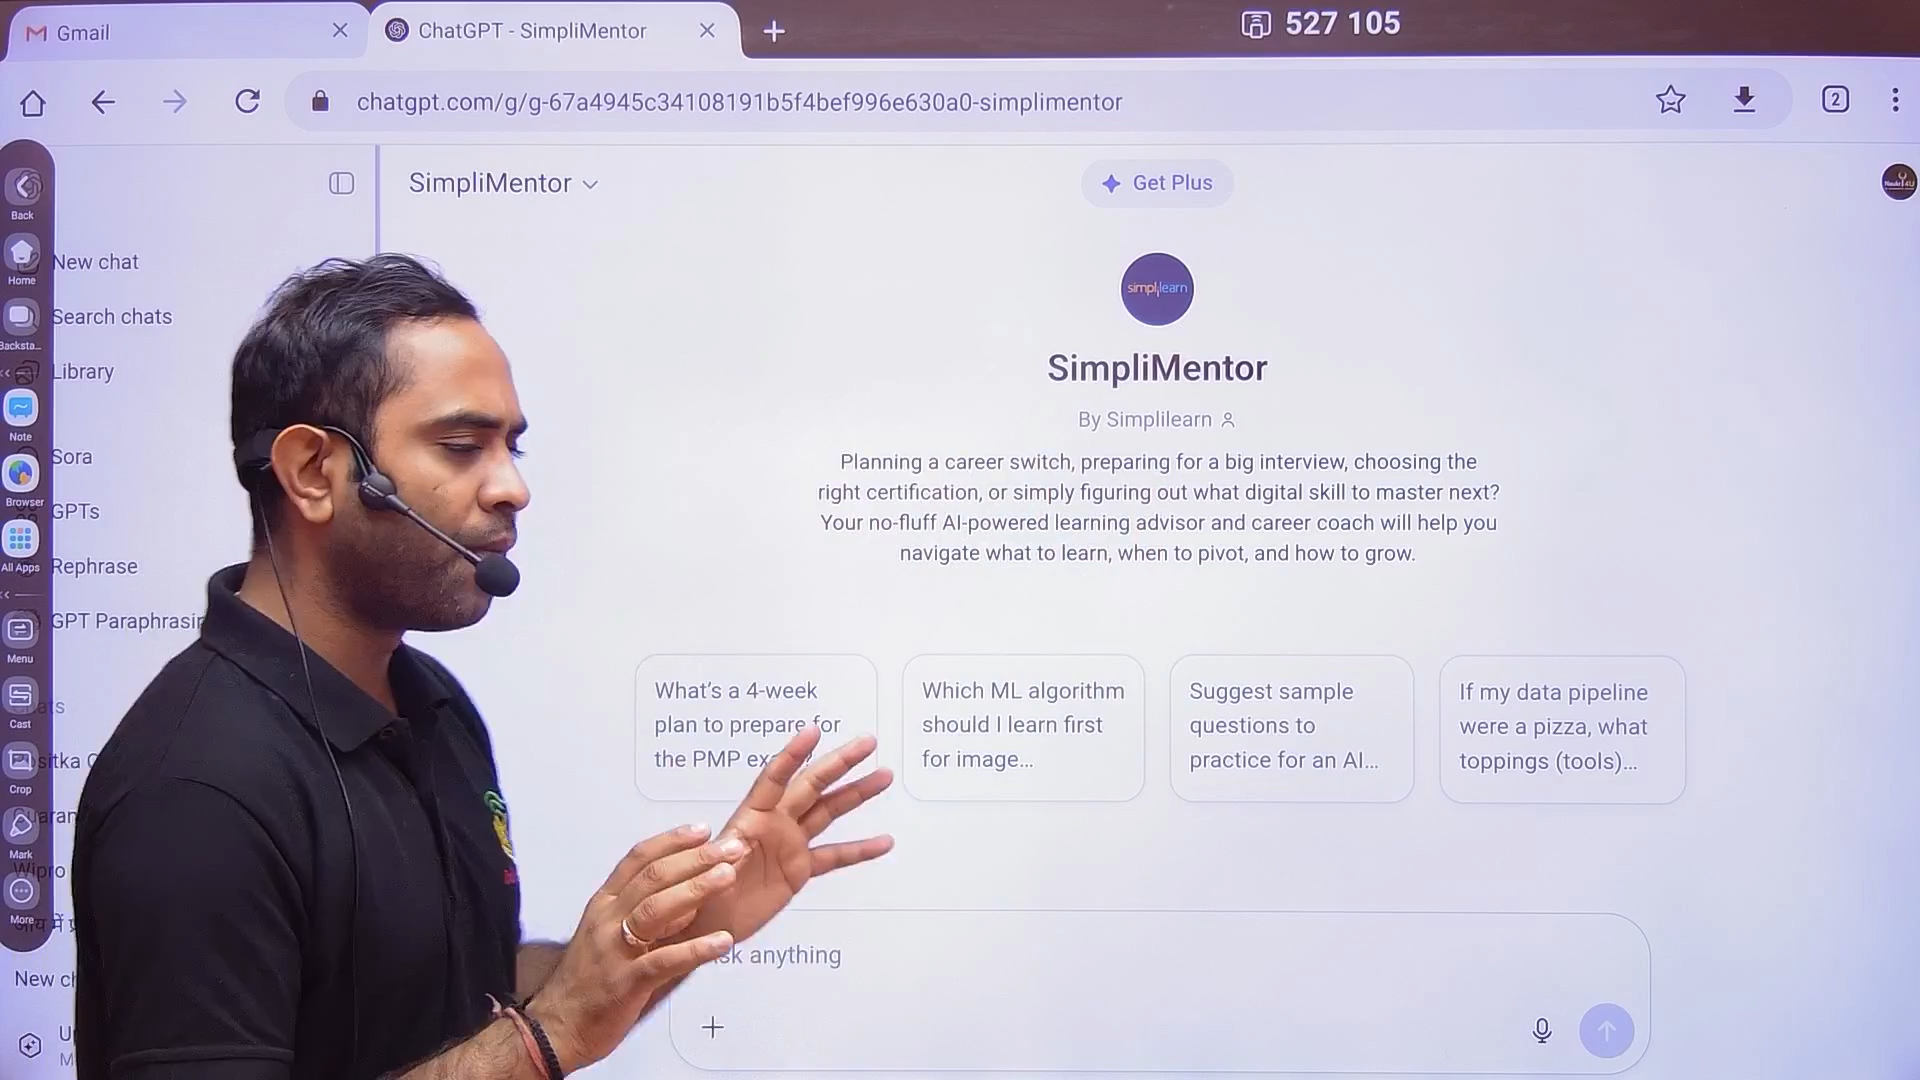 Gmail
ChatGPT - SimpliMentor
527 105
chatgpt.com/g/g-67a4945c34108191b5f4bef996e630a0-simplimentor
2
Back
Home
Backsta...
Note
Browser
All Apps
Menu
Cast
Crop
Mark
More
New chat
Search chats
Library
Sora
GPTs
Rephrase
GPT Paraphrasin
Wipro
New ch
SimpliMentor
Get Plus
simplilearn
SimpliMentor
By Simplilearn
Planning a career switch, preparing for a big interview, choosing the
right certification, or simply figuring out what digital skill to master next?
Your no-fluff AI-powered learning advisor and career coach will help you
navigate what to learn, when to pivot, and how to grow.
What's a 4-week
plan to prepare for
the PMP
Which ML algorithm
should I learn first
for image...
Suggest sample
questions to
practice for an AI...
If my data pipeline
were a pizza, what
toppings (tools)...
anything